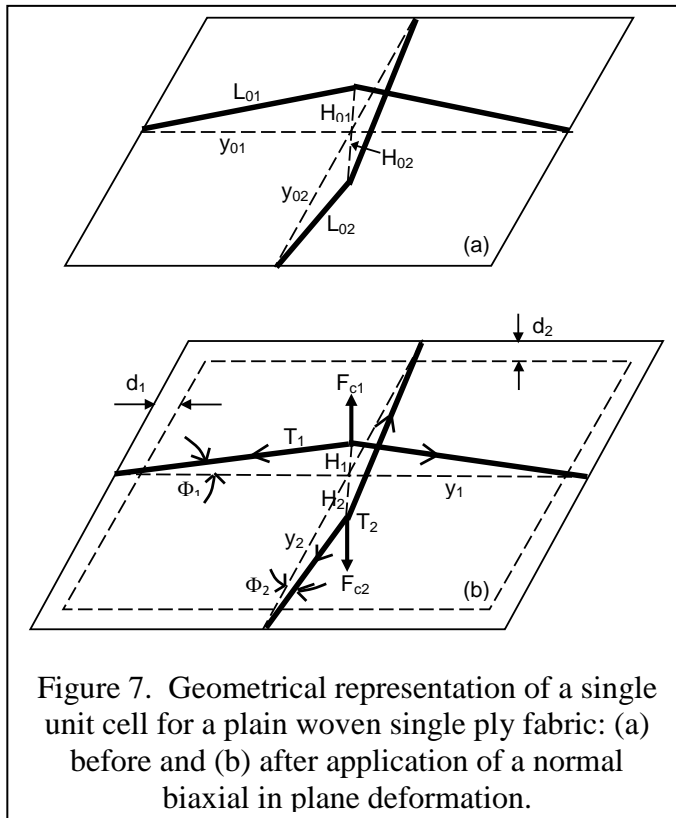 L01
H01
y01
H02
y02
L02
(a)
d2
d1
Fc1
T1
H1
Φ1
y1
H2
T2
y2
Φ2
Fc2
(b)
Figure 7. Geometrical representation of a single
unit cell for a plain woven single ply fabric: (a)
before and (b) after application of a normal
biaxial in plane deformation.